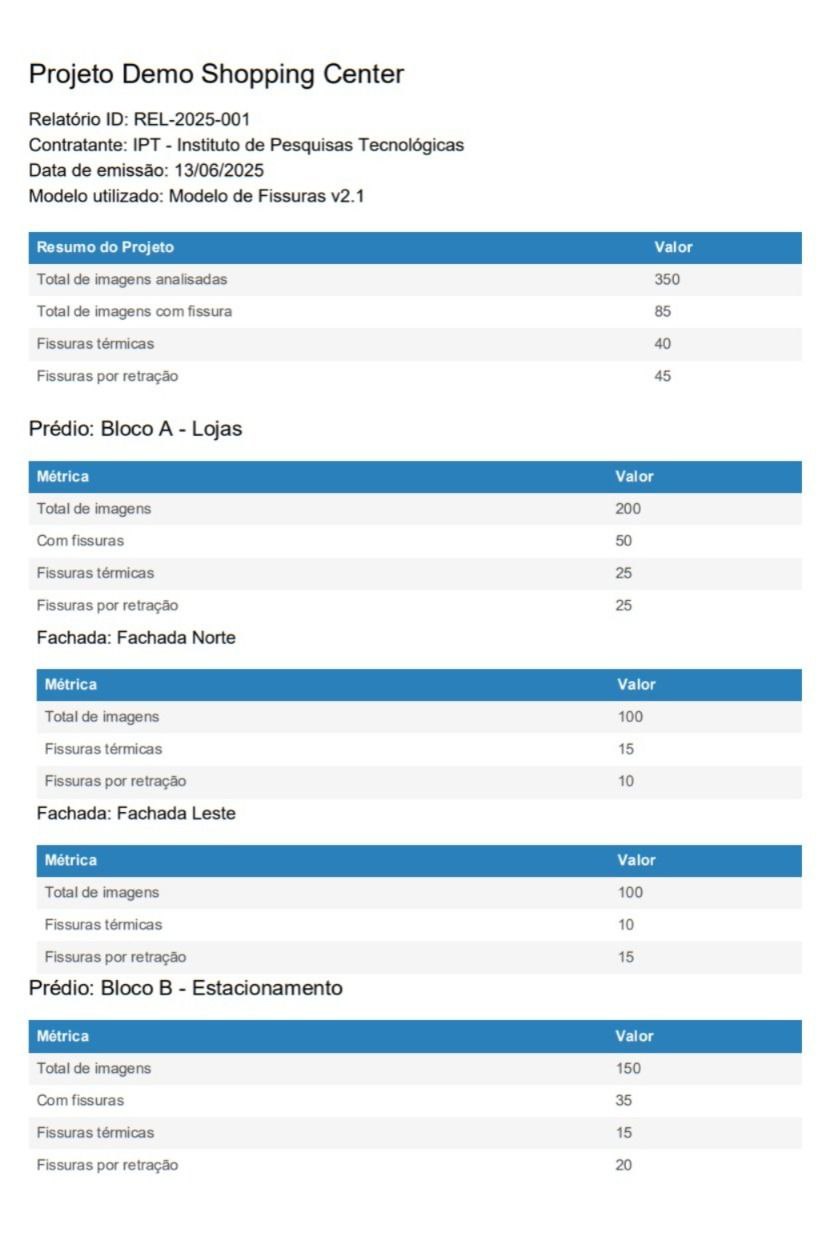 Projeto Demo Shopping Center
Relatório ID: REL-2025-001
Contratante: IPT - Instituto de Pesquisas Tecnológicas
Data de emissão: 13/06/2025
Modelo utilizado: Modelo de Fissuras v2.1
Resumo do Projeto Valor
Total de imagens analisadas 350
Total de imagens com fissura 85
Fissuras térmicas 40
Fissuras por retração 45
Prédio: Bloco A - Lojas
Métrica Valor
Total de imagens 200
Com fissuras 50
Fissuras térmicas 25
Fissuras por retração 25
Fachada: Fachada Norte
Métrica Valor
Total de imagens 100
Fissuras térmicas 15
Fissuras por retração 10
Fachada: Fachada Leste
Métrica Valor
Total de imagens 100
Fissuras térmicas 10
Fissuras por retração 15
Prédio: Bloco B - Estacionamento
Métrica Valor
Total de imagens 150
Com fissuras 35
Fissuras térmicas 15
Fissuras por retração 20